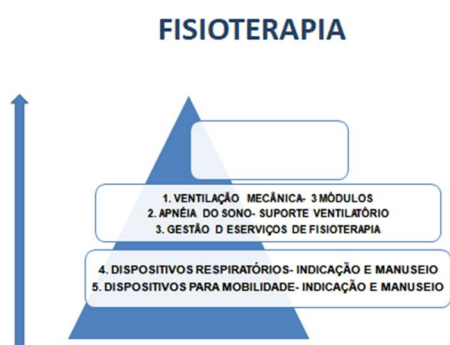 FISIOTERAPIA
1. VENTILAÇÃO MECÂNICA- 3 MÓDULOS
2. APNÉIA DO SONO- SUPORTE VENTILATÓRIO
3. GESTÃO D ESERVIÇOS DE FISIOTERAPIA
4. DISPOSITIVOS RESPIRATÓRIOS- INDICAÇÃO E MANUSEIO
5. DISPOSITIVOS PARA MOBILIDADE- INDICAÇÃO E MANUSEIO